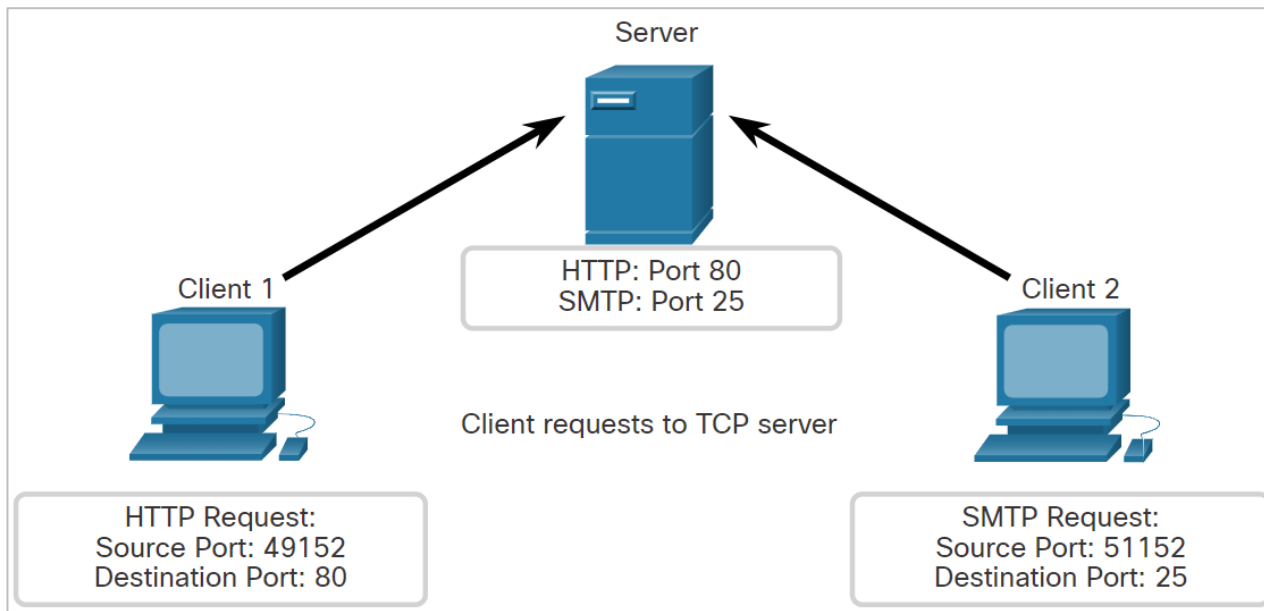 Server
HTTP: Port 80
SMTP: Port 25
Client 1
Client 2
Client requests to TCP server
HTTP Request:
Source Port: 49152
Destination Port: 80
SMTP Request:
Source Port: 51152
Destination Port: 25